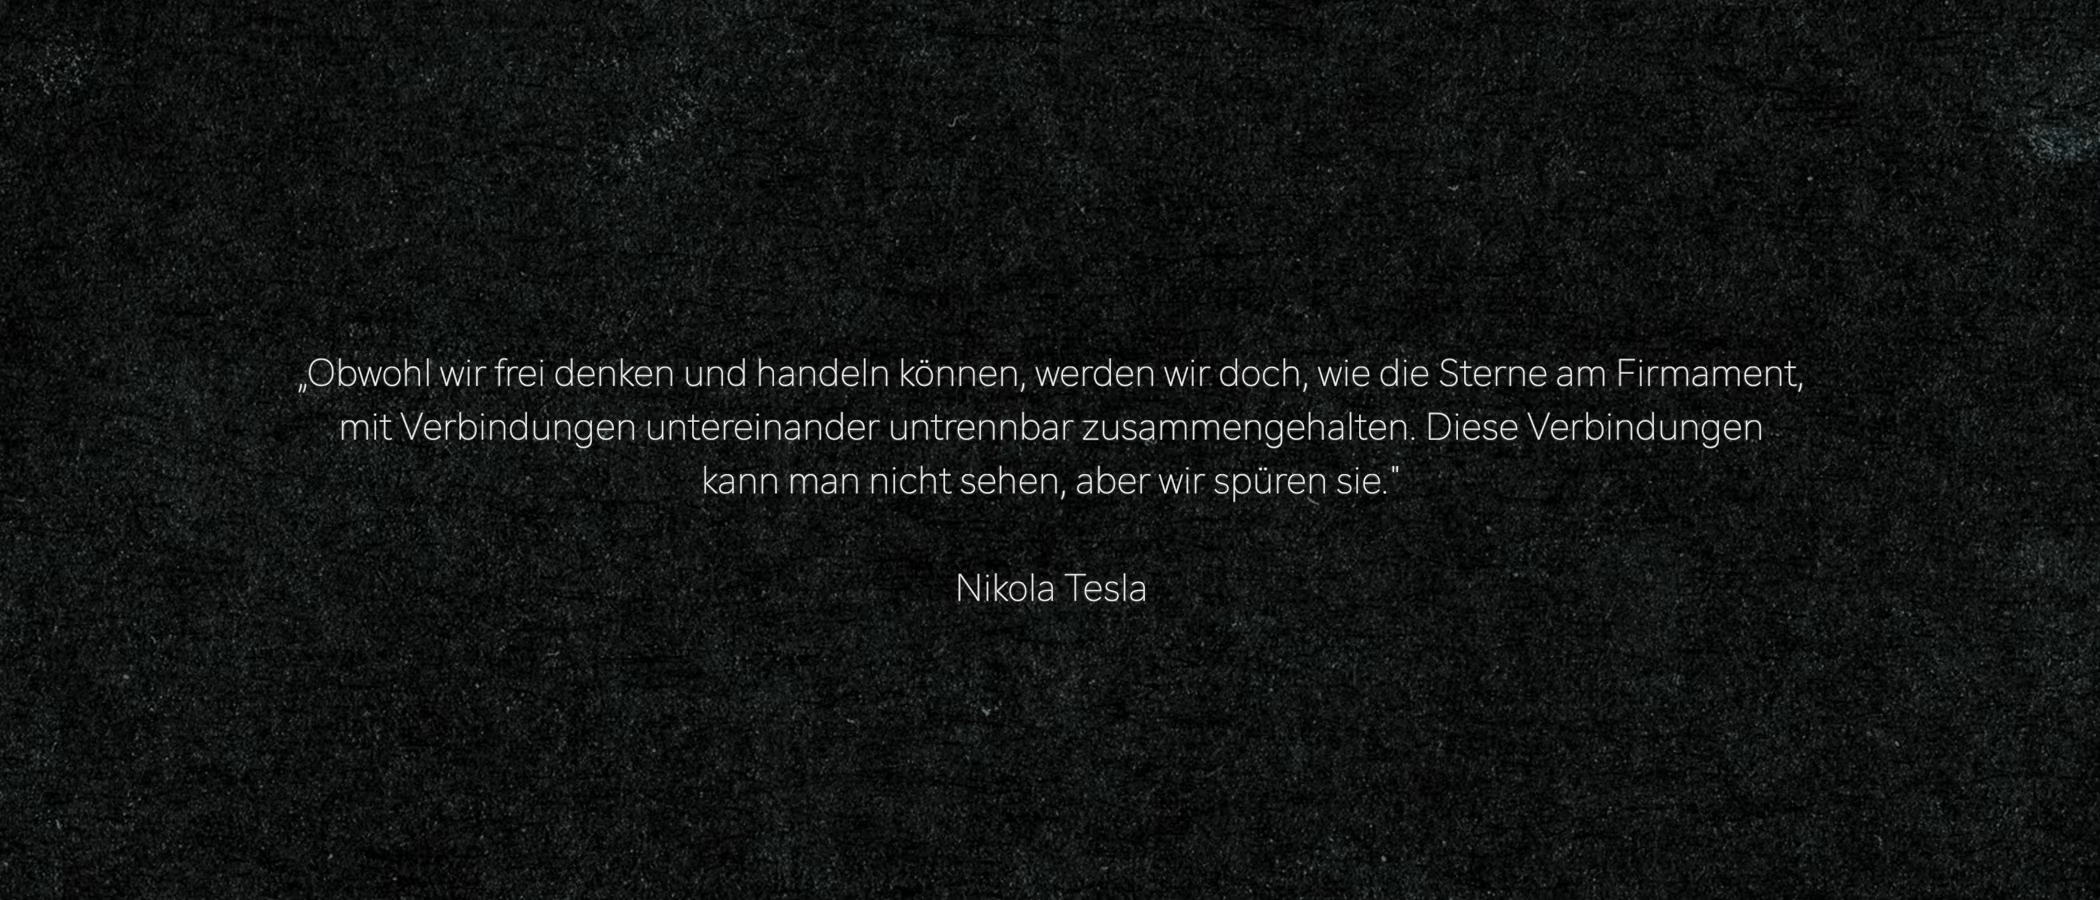 „Obwohl wir frei denken und handeln können, werden wir doch, wie die Sterne am Firmament,
mit Verbindungen untereinander untrennbar zusammengehalten. Diese Verbindungen
kann man nicht sehen, aber wir spüren sie."
Nikola Tesla